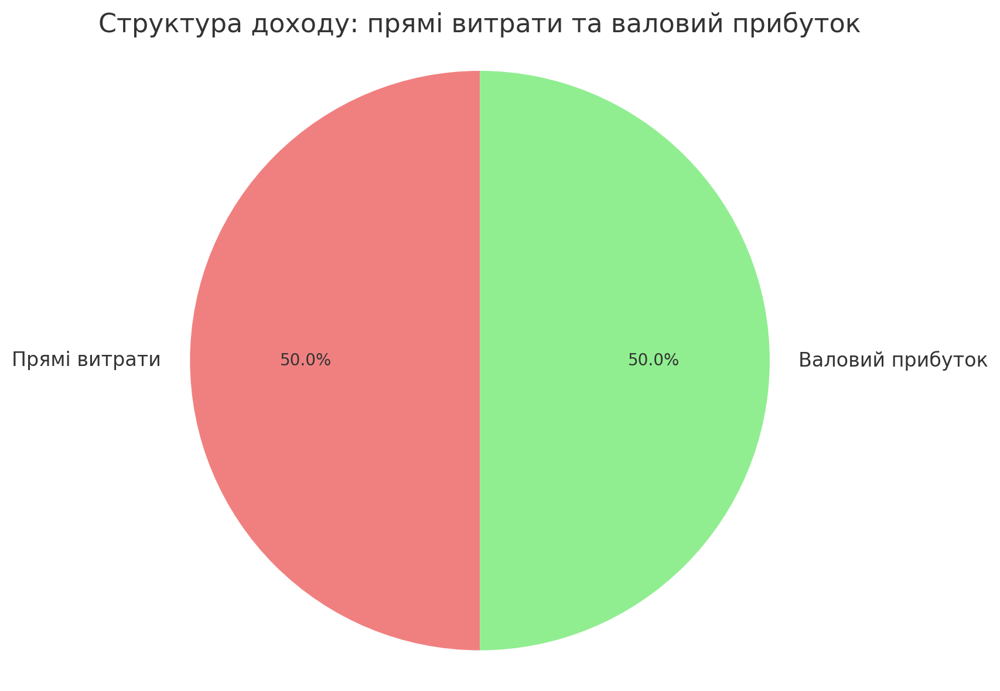 Структура доходу: прямі витрати та валовий прибуток
Прямі витрати
50.0%
50.0%
Валовий прибуток